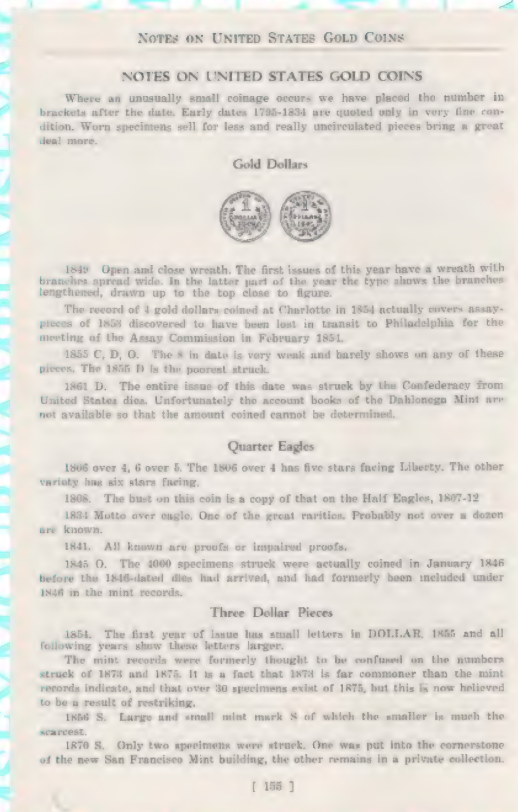 NOTES ON UNITED STATES GOLD COINS
NOTES ON UNITED STATES GOLD COINS
Where an unusually small coinage occurs we have placed the number in
brackets after the date. Early dates 1795-1834 are quoted only in very fine con-
dition. Worn specimens sell for less and really uncirculated pieces bring a great
deal more.
Gold Dollars
1849 Open and close wreath. The first issues of this year have a wreath with
branches spread wide. In the latter part of the year the type shows the branches
lengthened, drawn up to the top close to figure.
The record of 4 gold dollars coined at Charlotte in 1854 actually covers assay-
pieces of 1853 discovered to have been lost in transit to Philadelphia for the
meeting of the Assay Commission in February 1854.
1855 C, D, O. The 8 in date is very weak and barely shows on any of these
pieces. The 1855 D is the poorest struck.
1861 D. The entire issue of this date was struck by the Confederacy from
United States dies. Unfortunately the account books of the Dahlonega Mint are
not available so that the amount coined cannot be determined.
Quarter Eagles
1806 over 4, 6 over 5. The 1806 over 4 has five stars facing Liberty. The other
variety has six stars facing.
1808. The bust on this coin is a copy of that on the Half Eagles, 1807-12
1834 Motto over eagle. One of the great rarities. Probably not over a dozen
are known.
1841. All known are proofs or impaired proofs.
1845 O. The 4000 specimens struck were actually coined in January 1846
before the 1846-dated dies had arrived, and had formerly been included under
1846 in the mint records.
Three Dollar Pieces
1854. The first year of issue has small letters in DOLLAR. 1855 and all
following years show these letters larger.
The mint records were formerly thought to be confused on the numbers
struck of 1873 and 1875. It is a fact that 1873 is far commoner than the mint
records indicate, and that over 30 specimens exist of 1875, but this is now believed
to be a result of restriking.
1856 S. Large and small mint mark S of which the smaller is much the
scarcest.
1870 S. Only two specimens were struck. One was put into the cornerstone
of the new San Francisco Mint building, the other remains in a private collection.
[ 155 ]